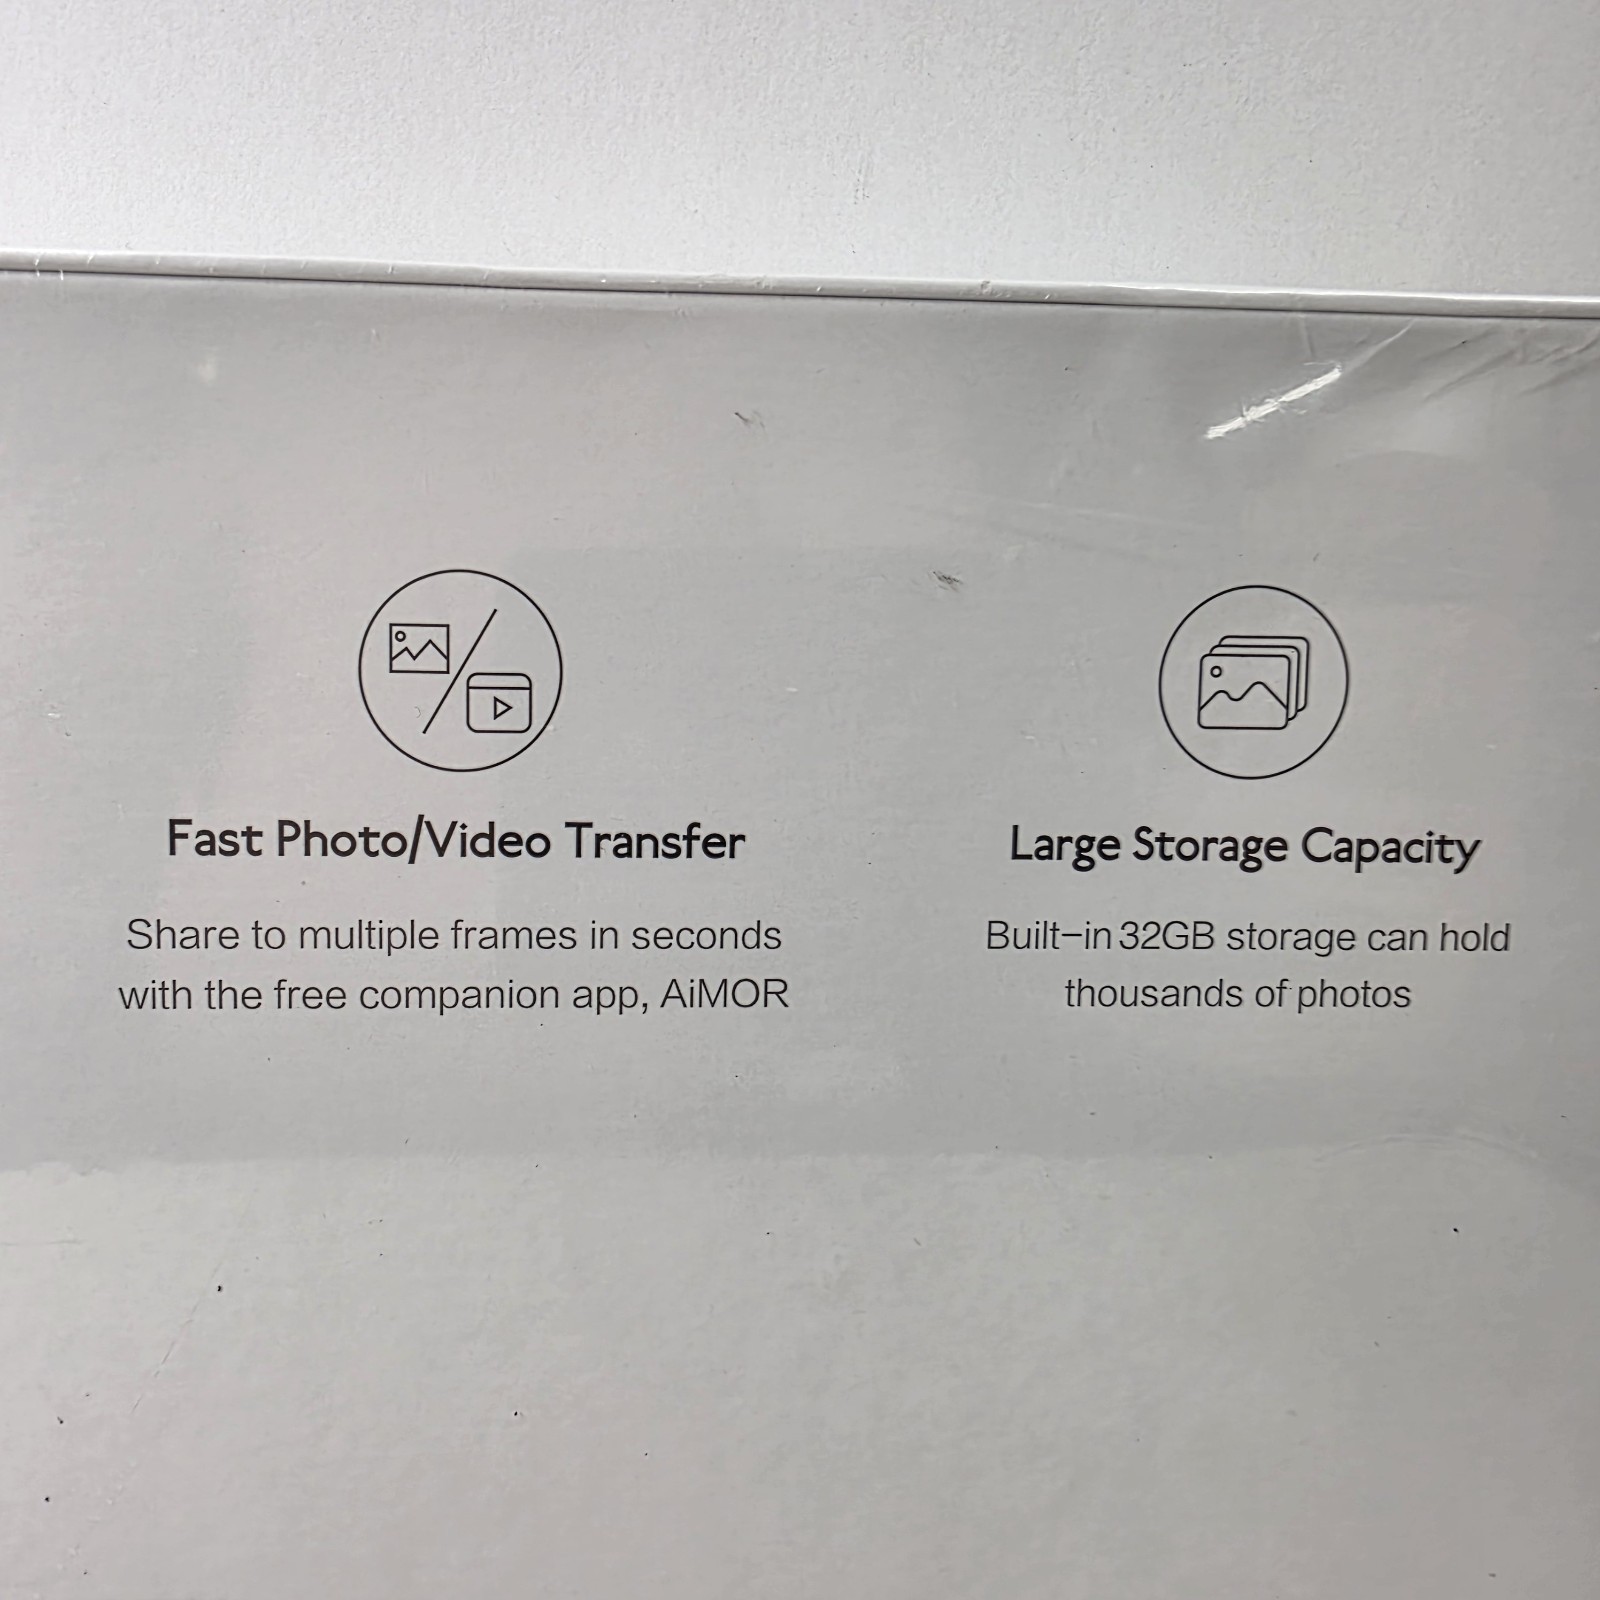 Fast Photo/Video Transfer
Share to multiple frames in seconds
with the free companion app, AiMOR
Large Storage Capacity
Built-in 32GB storage can hold
thousands of photos